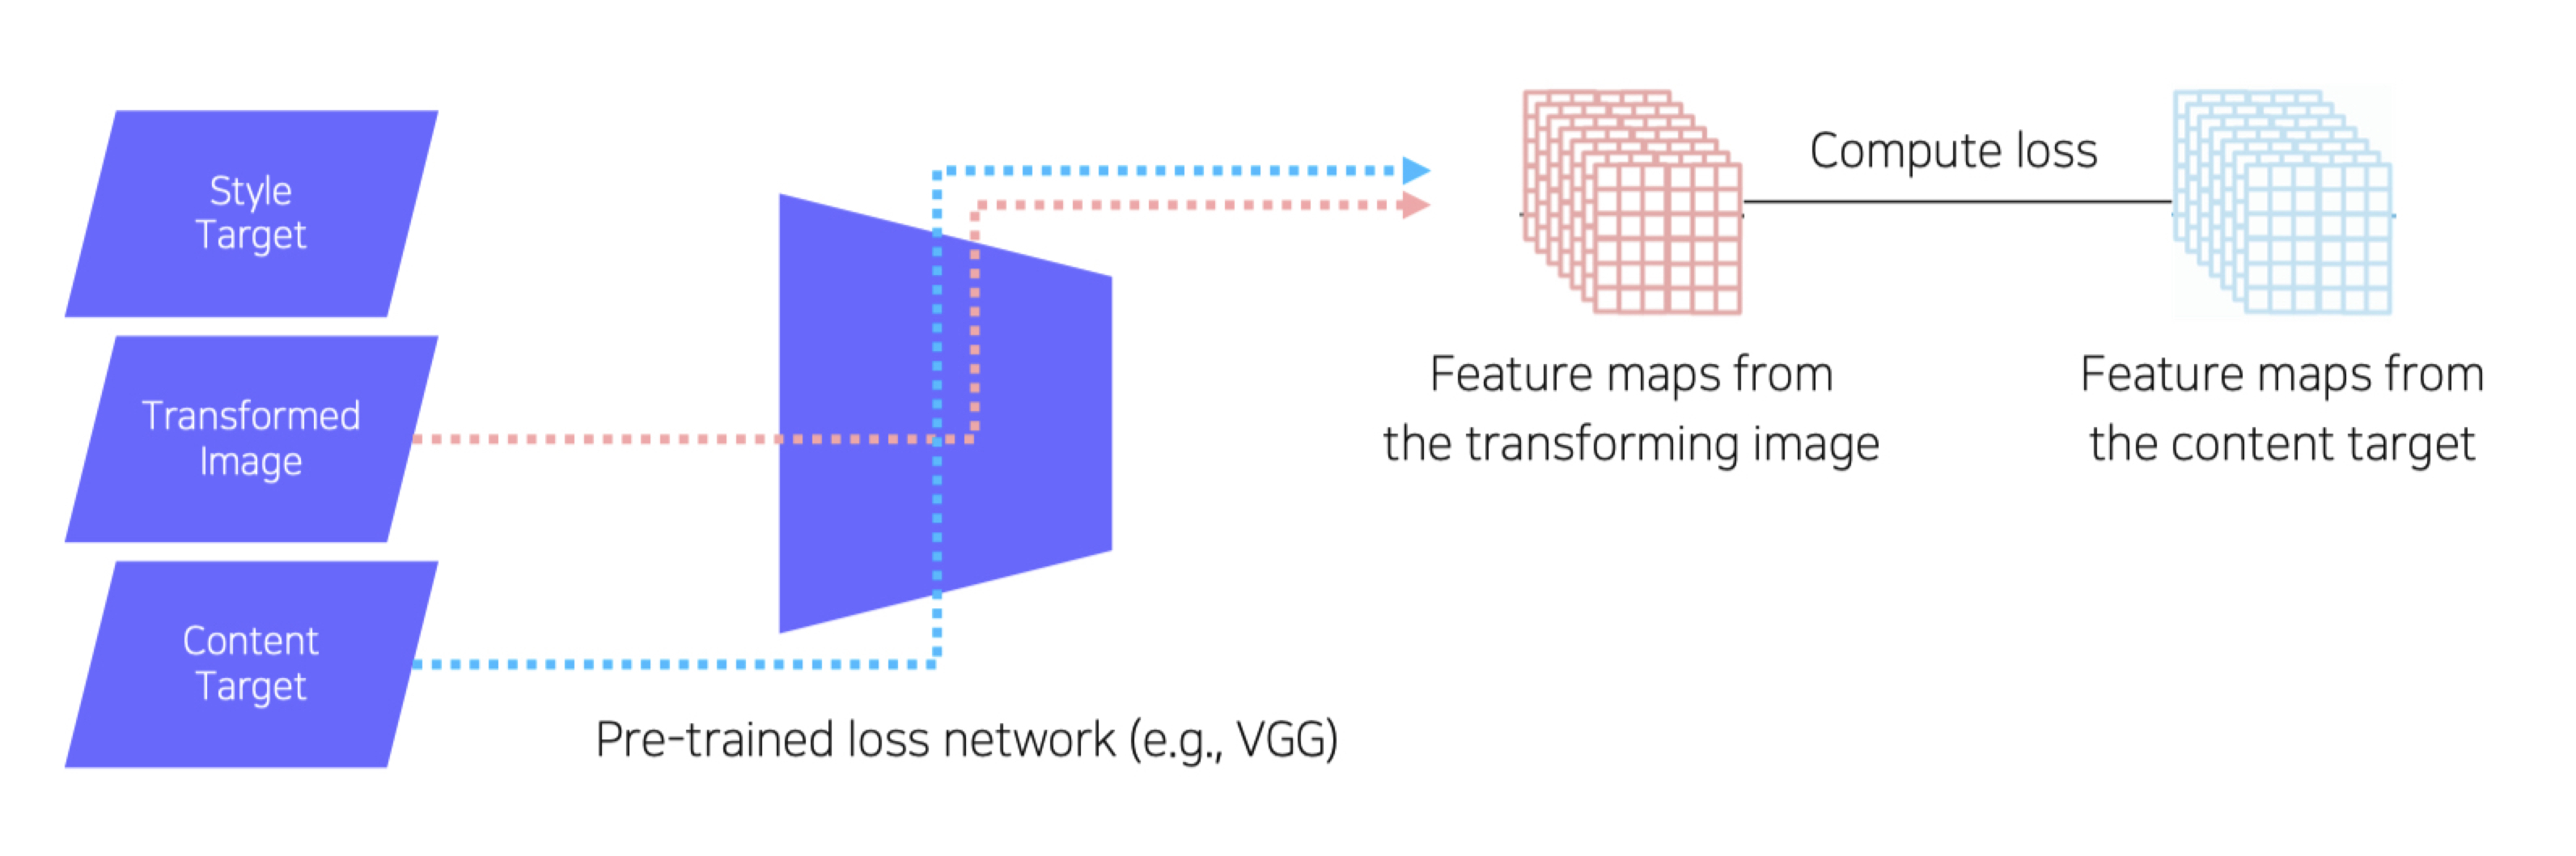 Style
Target
Transformed
Image
Content
Target
Pre-trained loss network (e.g., VGG)
Compute loss
Feature maps from
the transforming image
Feature maps from
the content target